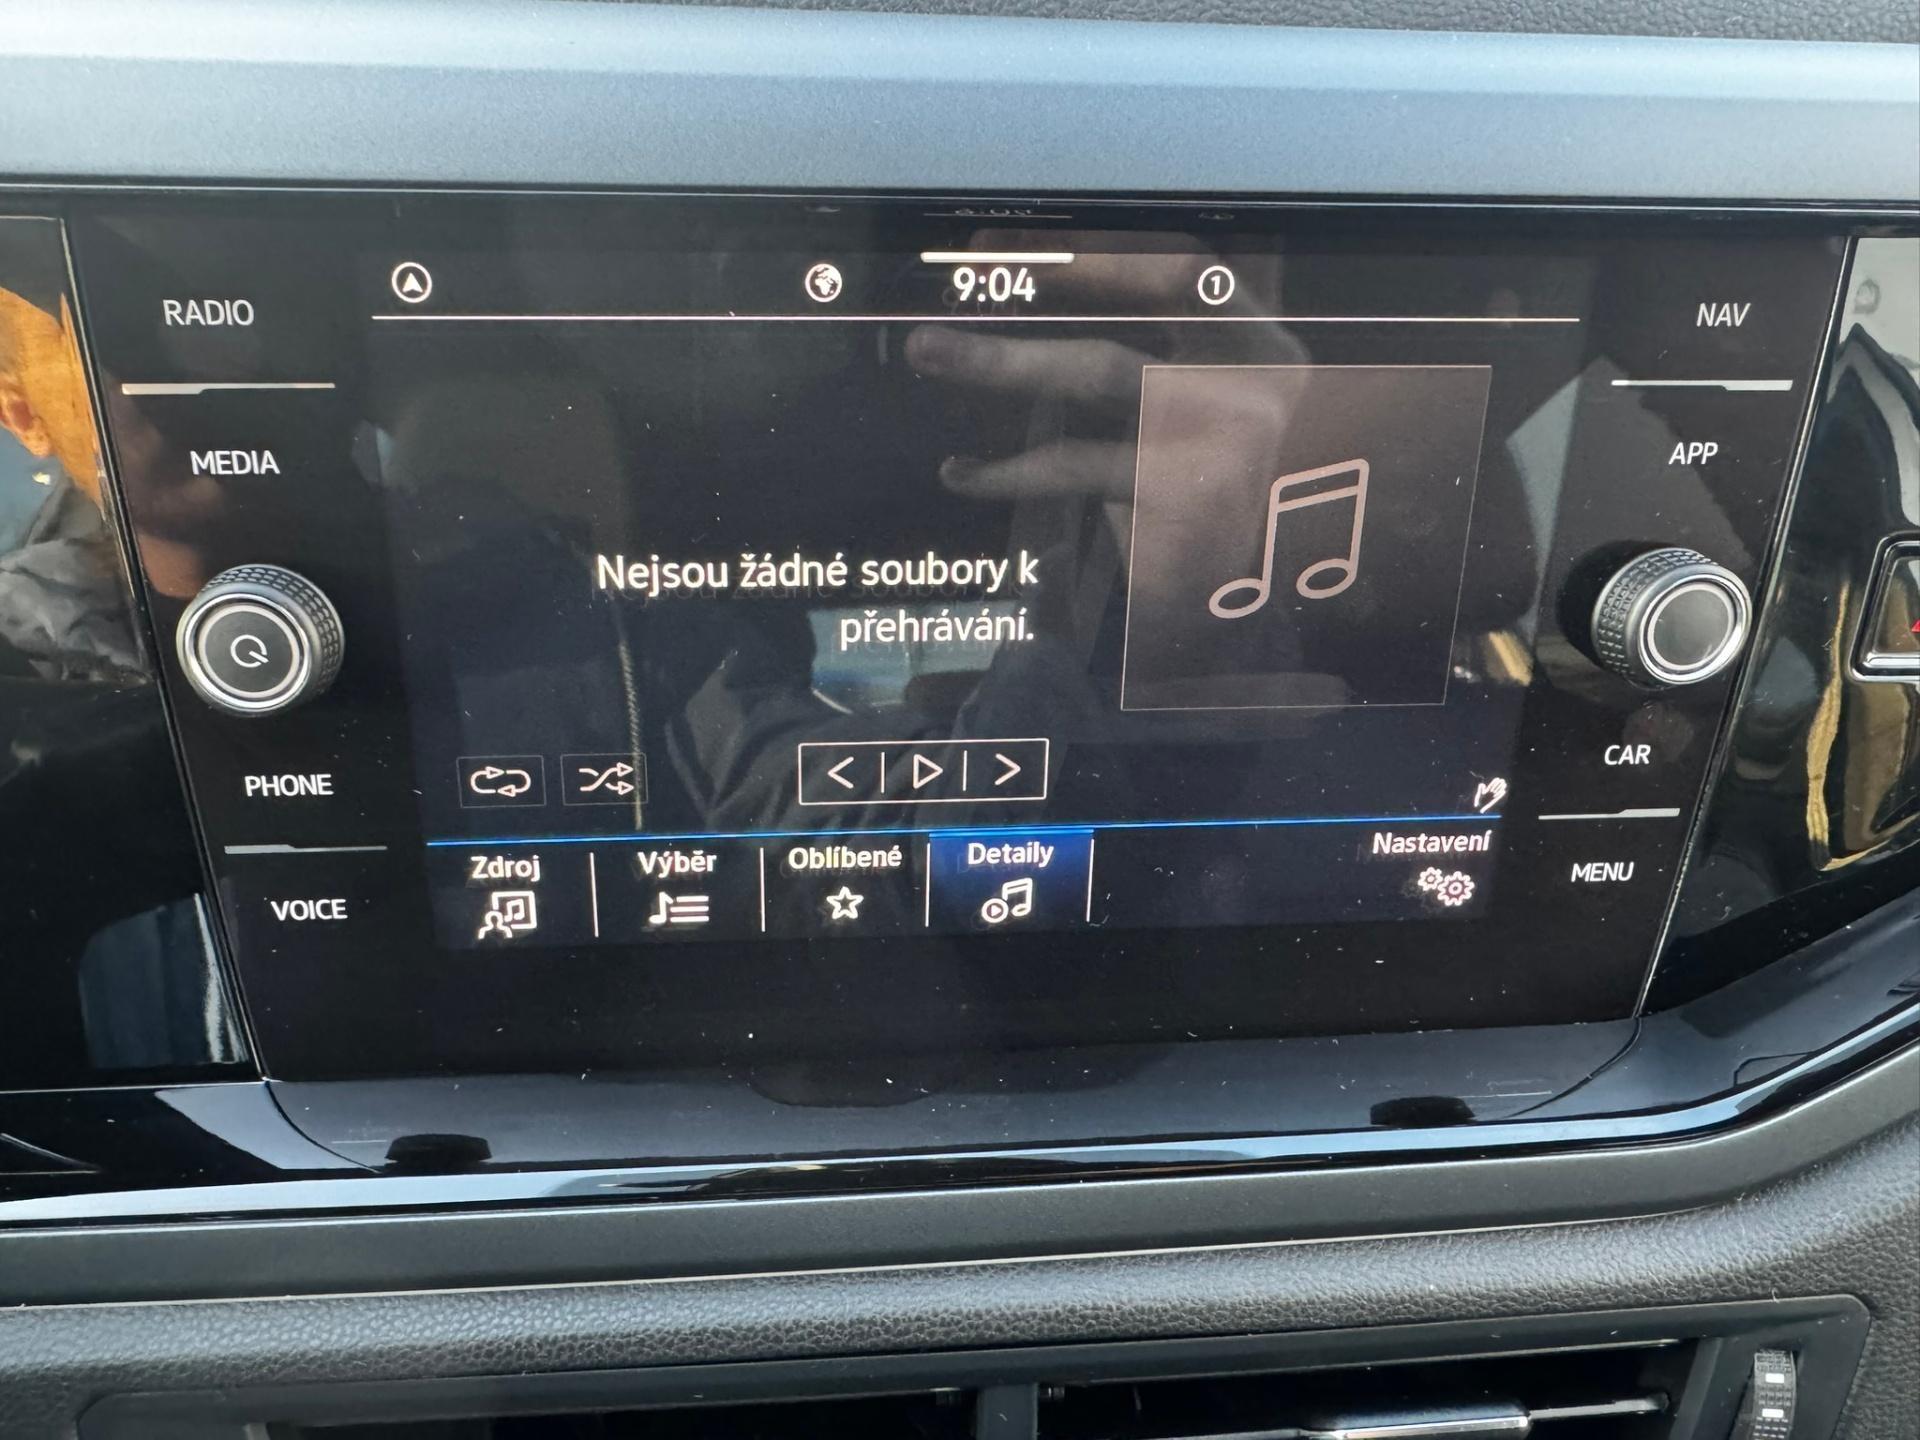 9:04
1
RADIO
NAV
MEDIA
APP
Nejsou žádné soubory k
přehrávání.
PHONE
CAR
VOICE
MENU
Zdroj
Výběr
Oblíbené
Detaily
Nastavení